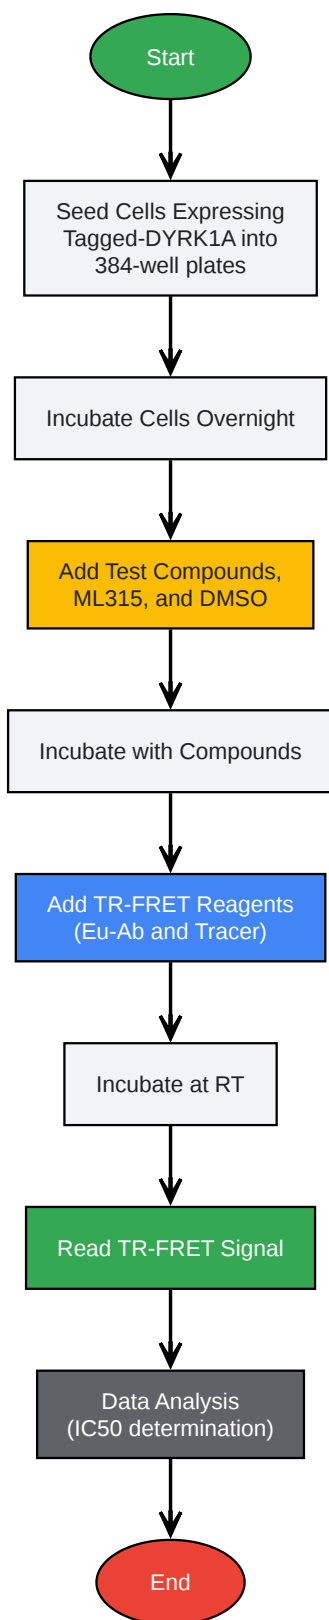 Start
Seed Cells Expressing
Tagged-DYRK1A into
384-well plates
Incubate Cells Overnight
Add Test Compounds,
ML315, and DMSO
Incubate with Compounds
Add TR-FRET Reagents
(Eu-Ab and Tracer)
Incubate at RT
Read TR-FRET Signal
Data Analysis
(IC50 determination)
End